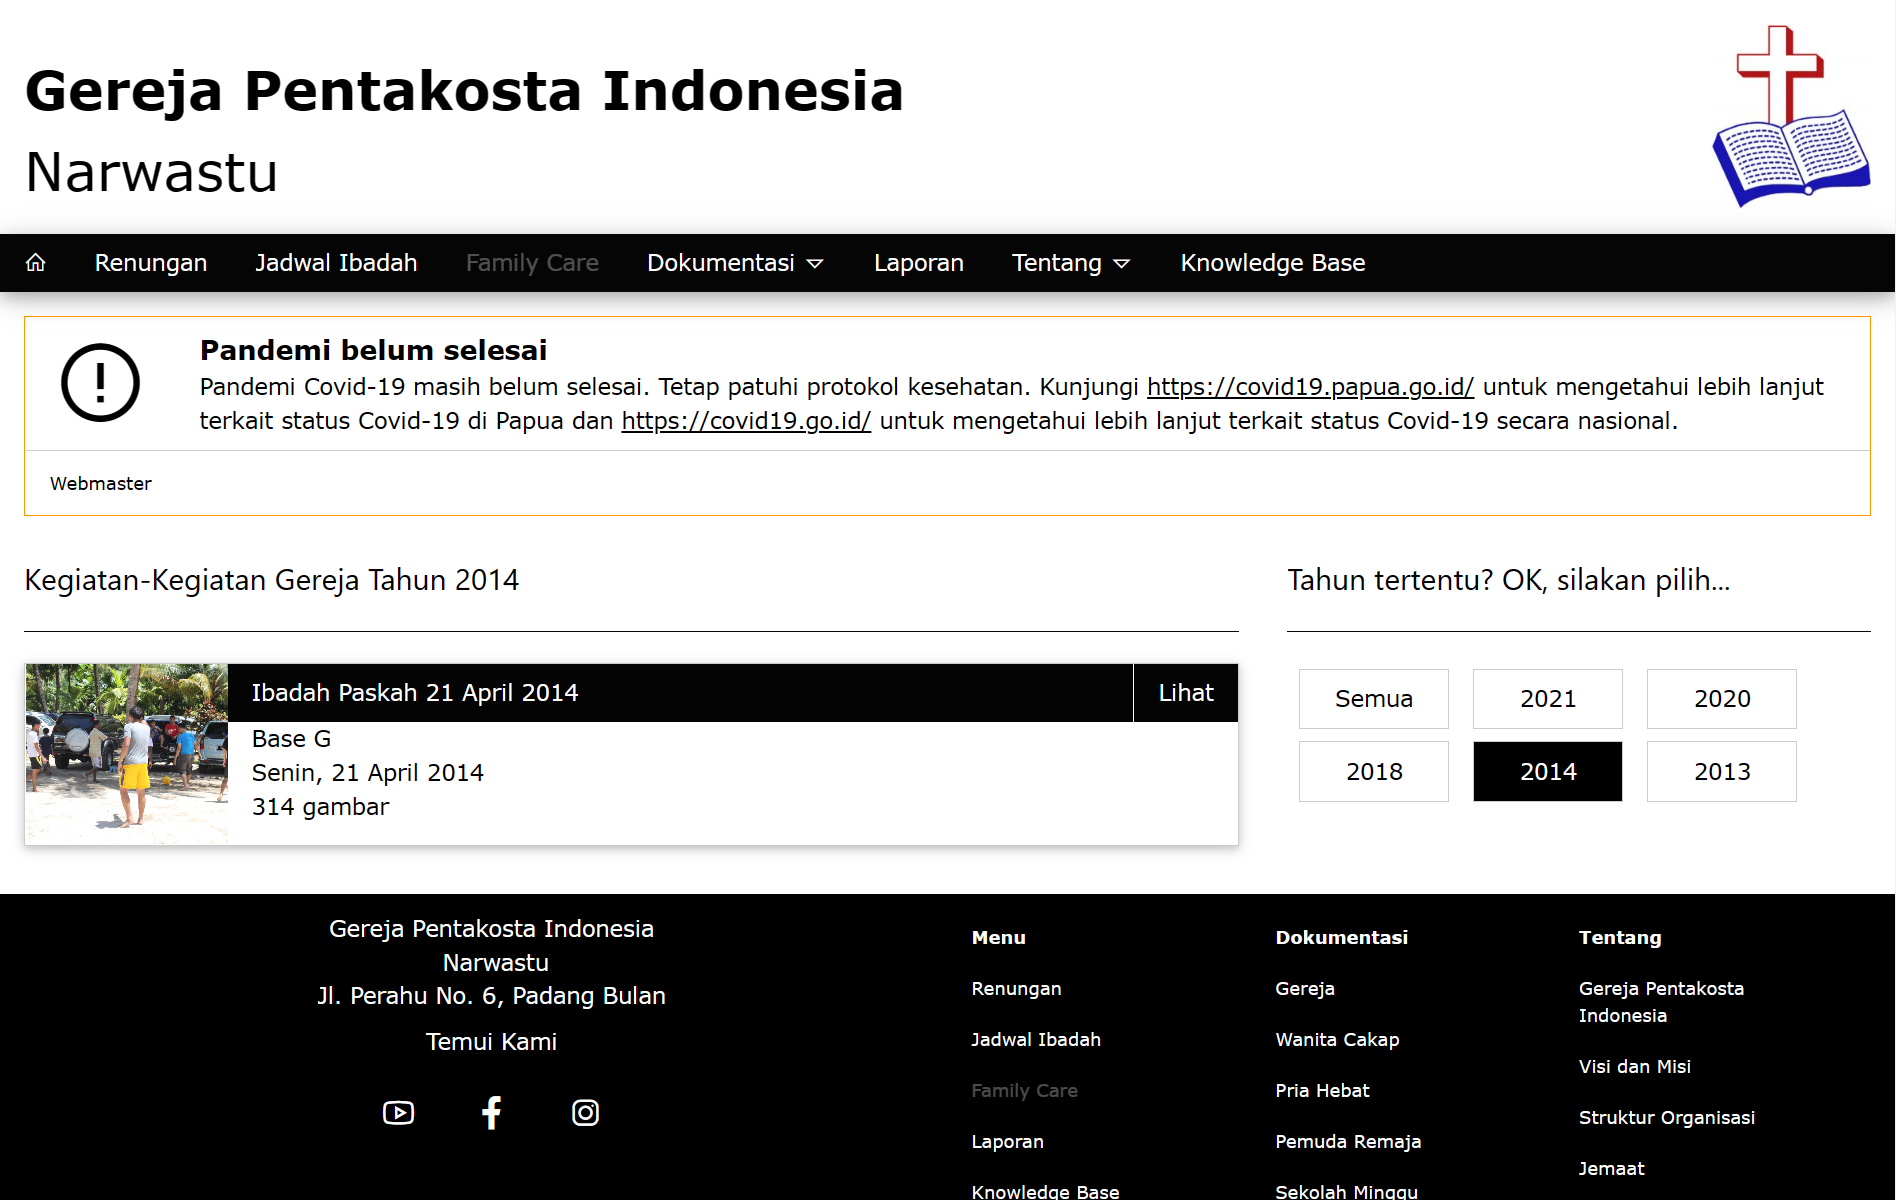 Gereja Pentakosta Indonesia
Narwastu
Renungan Jadwal Ibadah Family Care Dokumentasi Laporan Tentang Knowledge Base
Pandemi belum selesai
Pandemi Covid-19 masih belum selesai. Tetap patuhi protokol kesehatan. Kunjungi https://covid19.papua.go.id/ untuk mengetahui lebih lanjut
terkait status Covid-19 di Papua dan https://covid19.go.id/ untuk mengetahui lebih lanjut terkait status Covid-19 secara nasional.
Webmaster
Kegiatan-Kegiatan Gereja Tahun 2014
Ibadah Paskah 21 April 2014 Lihat
Base G
Senin, 21 April 2014
314 gambar
Tahun tertentu? OK, silakan pilih...
Semua 2021 2020
2018 2014 2013
Gereja Pentakosta Indonesia
Narwastu
Jl. Perahu No. 6, Padang Bulan
Temui Kami
Menu
Renungan
Jadwal Ibadah
Family Care
Laporan
Knowledge Base
Dokumentasi
Gereja
Wanita Cakap
Pria Hebat
Pemuda Remaja
Sekolah Minggu
Tentang
Gereja Pentakosta
Indonesia
Visi dan Misi
Struktur Organisasi
Jemaat